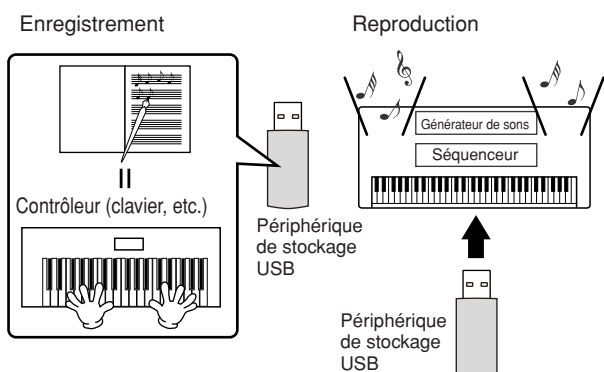 Enregistrement
Contrôleur (clavier, etc.)
Périphérique
de stockage
USB
Reproduction
Générateur de sons
Séquenceur
Périphérique
de stockage
USB